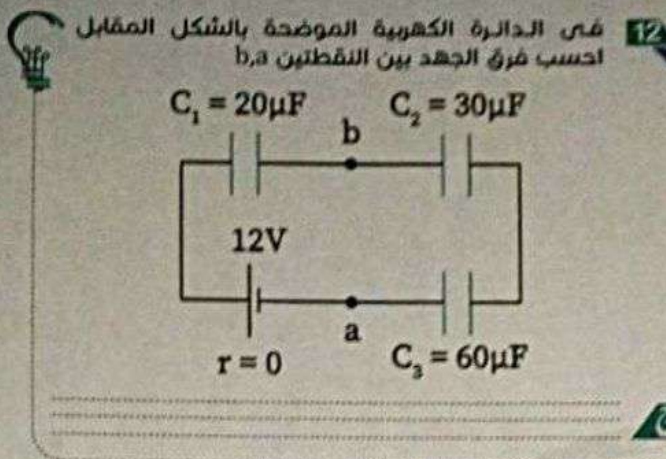 12 في الدائرة الكهربية الموضحة بالشكل المقابل
احسب فرق الجهد بين النقطتين b,a
C₁ = 20μF
C₂ = 30μF
b
12V
a
r = 0
C₃ = 60μF